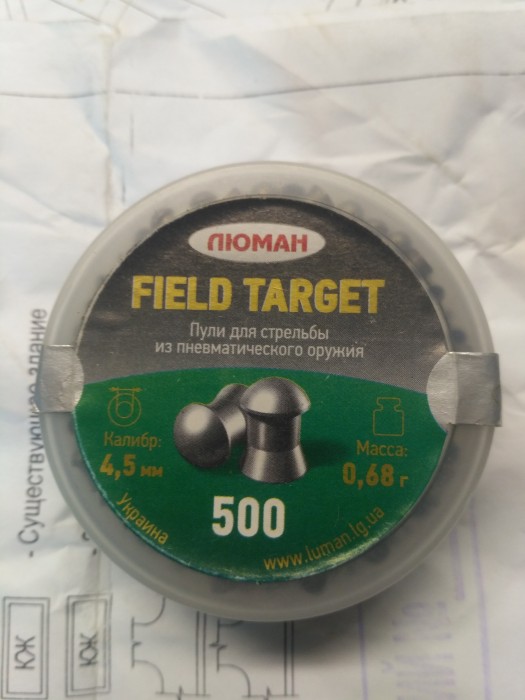 ЛЮМАН
FIELD TARGET
Пули для стрельбы
из пневматического оружия
Калибр:
4,5 мм
Масса:
0,68 г
500
Украина
www.luman.lg.ua
- Существующее здание
ЮЖ
ЮЖ